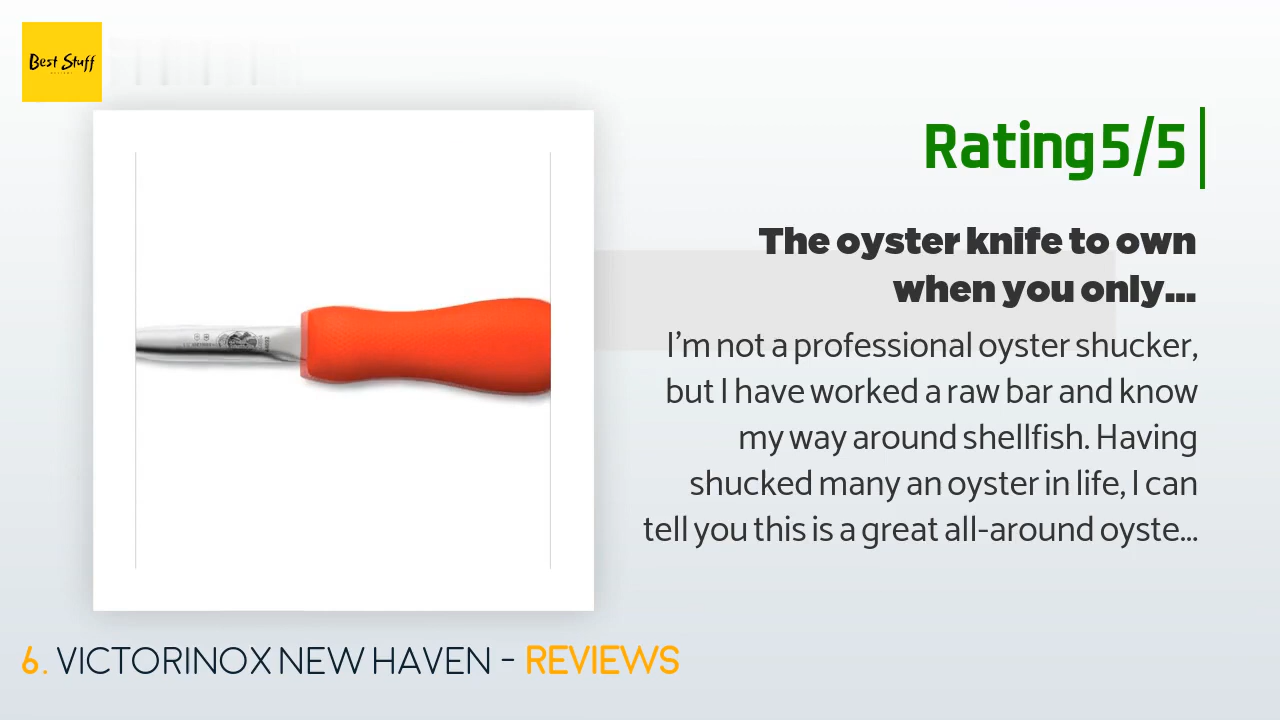 Best Stuff
Rating 5/5
The oyster knife to own
when you only...
I'm not a professional oyster shucker,
but I have worked a raw bar and know
my way around shellfish. Having
shucked many an oyster in life, I can
tell you this is a great all-around oyste...
6. VICTORINOX NEW HAVEN - REVIEWS